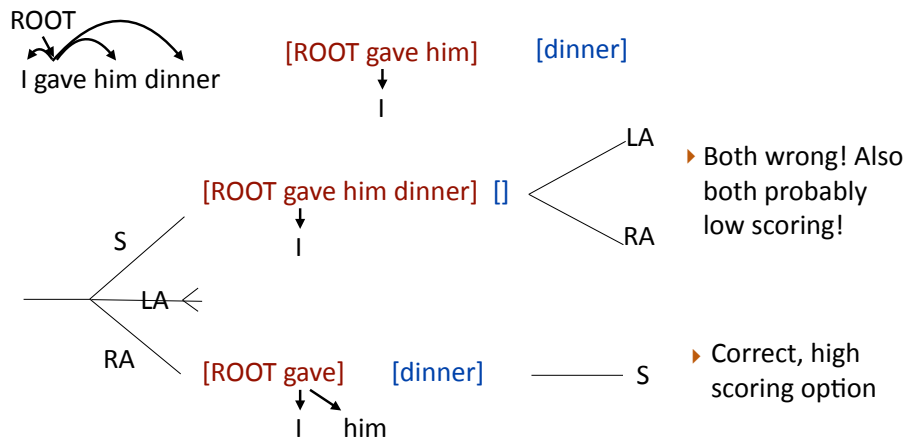 ROOT
I gave him dinner
[ROOT gave him] [dinner]
I
LA
Both wrong! Also
both probably
low scoring!
[ROOT gave him dinner] []
I
RA
S
LA
RA
[ROOT gave] [dinner]
S
Correct, high
scoring option
I him